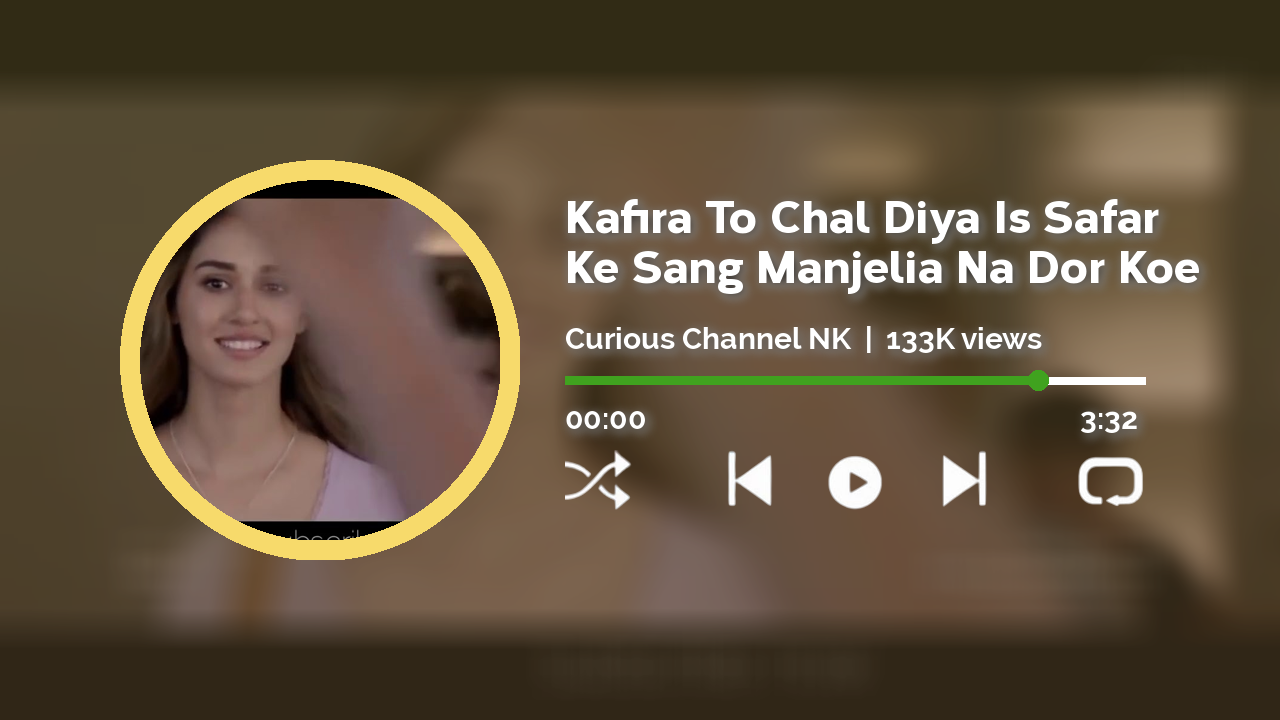 Kafira To Chal Diya Is Safar
Ke Sang Manjelia Na Dor Koe
Curious Channel NK | 133K views
00:00
3:32